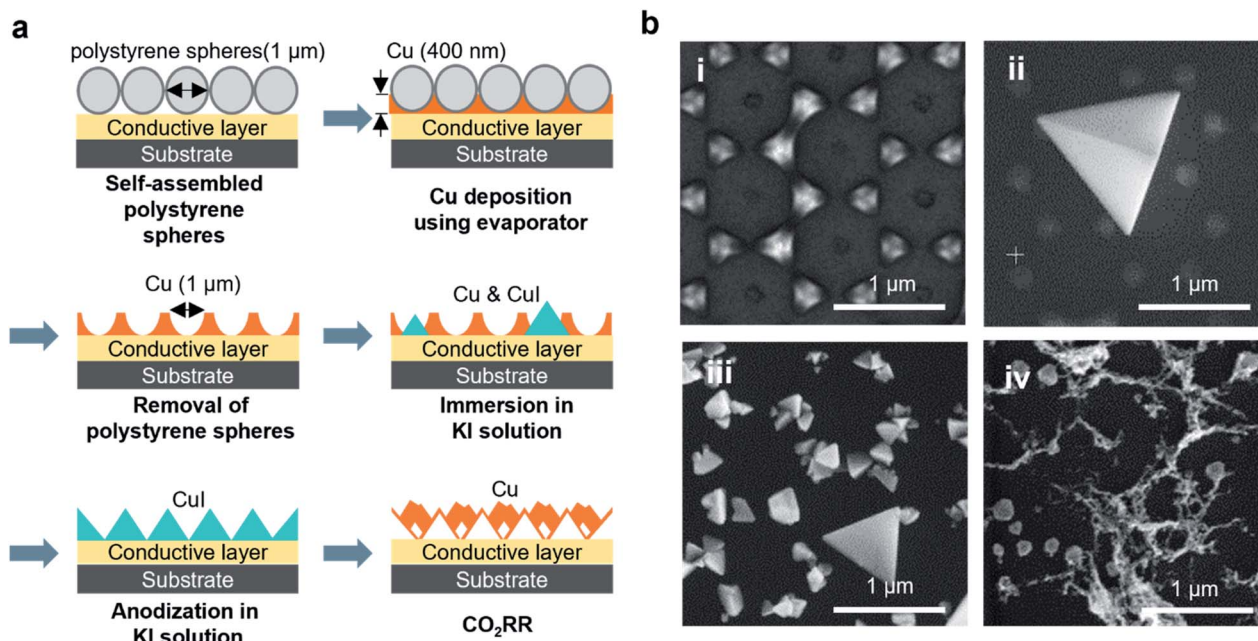 a
polystyrene spheres(1 μm)
Conductive layer
Substrate
Self-assembled
polystyrene
spheres
Cu (400 nm)
Conductive layer
Substrate
Cu deposition
using evaporator
Cu (1 μm)
Conductive layer
Substrate
Removal of
polystyrene spheres
Cu & CuI
Conductive layer
Substrate
Immersion in
KI solution
CuI
Conductive layer
Substrate
Anodization in
KI solution
Cu
Conductive layer
Substrate
CO₂RR
b
i
1 μm
ii
1 μm
iii
1 μm
iv
1 μm